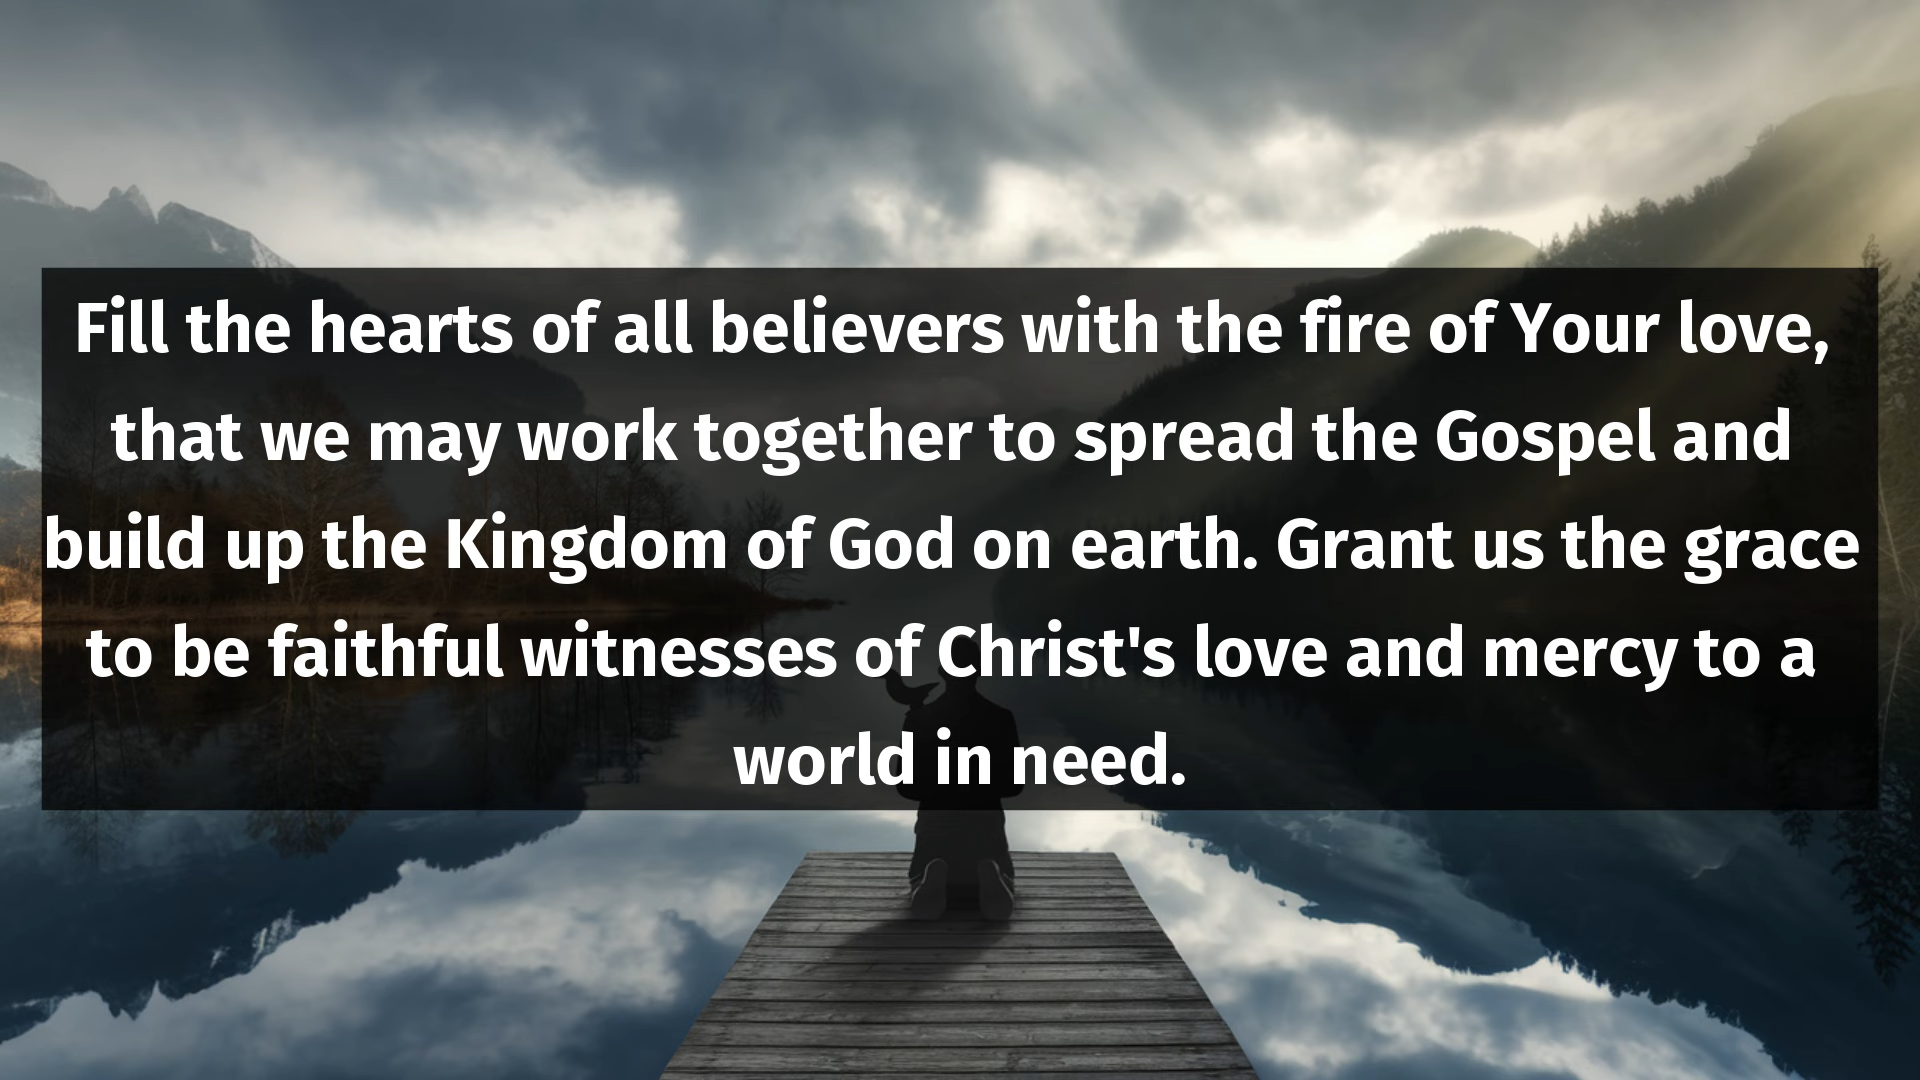 Fill the hearts of all believers with the fire of Your love,
that we may work together to spread the Gospel and
build up the Kingdom of God on earth. Grant us the grace
to be faithful witnesses of Christ's love and mercy to a
world in need.